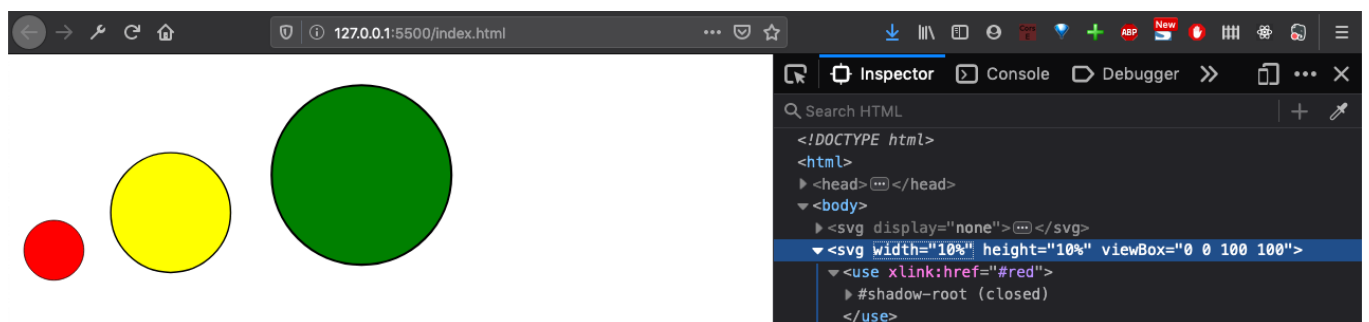 127.0.0.1:5500/index.html
ABP
New
Inspector Console Debugger
Search HTML
<!DOCTYPE html>
<html>
<head></head>
<body>
<svg display="none"></svg>
<svg width="10%" height="10%" viewBox="0 0 100 100">
<use xlink:href="#red">
#shadow-root (closed)
</use>